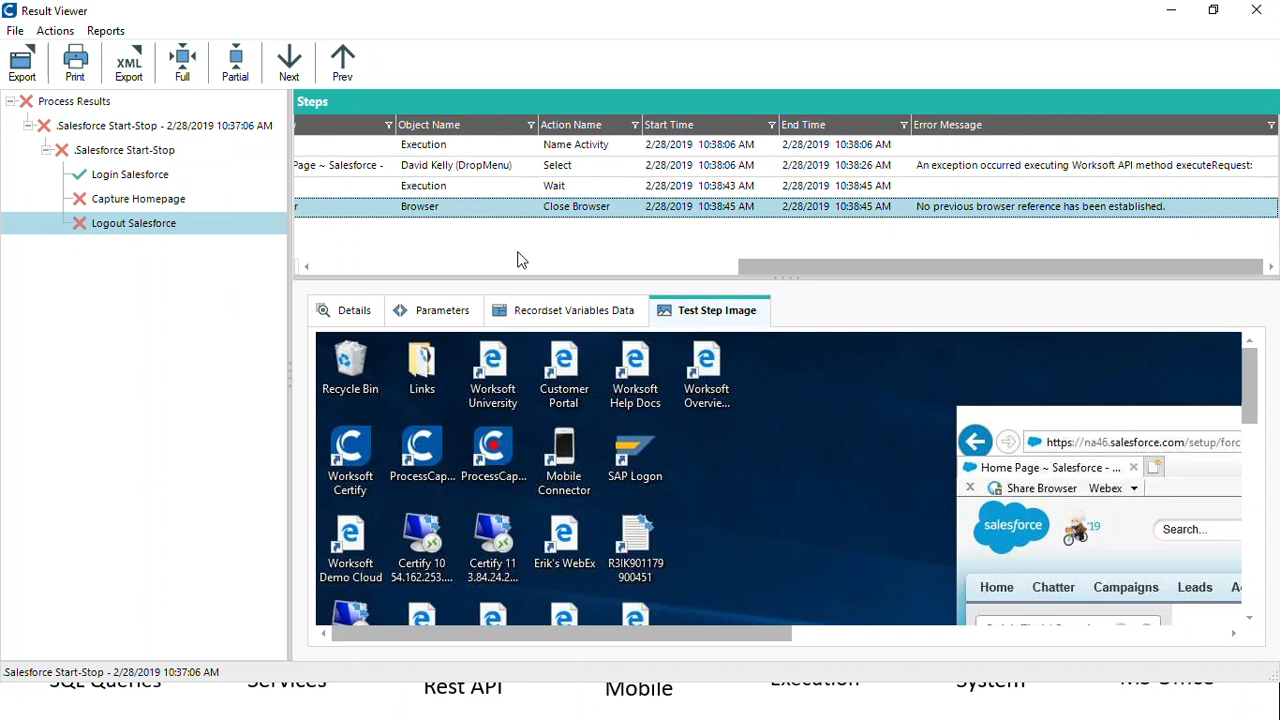 Result Viewer
File Actions Reports
Export Print XML Export Full Partial Next Prev
Process Results
.Salesforce Start-Stop - 2/28/2019 10:37:06 AM
.Salesforce Start-Stop
Login Salesforce
Capture Homepage
Logout Salesforce
Steps
Object Name Action Name Start Time End Time Error Message
Execution Name Activity 2/28/2019 10:38:06 AM 2/28/2019 10:38:06 AM
Page ~ Salesforce - David Kelly (DropMenu) Select 2/28/2019 10:38:06 AM 2/28/2019 10:38:26 AM An exception occurred executing Worksoft API method executeRequest:
Execution Wait 2/28/2019 10:38:43 AM 2/28/2019 10:38:45 AM
r Browser Close Browser 2/28/2019 10:38:45 AM 2/28/2019 10:38:45 AM No previous browser reference has been established.
Details Parameters Recordset Variables Data Test Step Image
Recycle Bin Links Worksoft University Customer Portal Worksoft Help Docs Worksoft Overvie...
Worksoft Certify ProcessCap... ProcessCap... Mobile Connector SAP Logon
Worksoft Demo Cloud Certify 10 54.162.253.... Certify 11 3.84.24.2... Erik's WebEx R3IK901179 900451
https://na46.salesforce.com/setup/forc
Home Page ~ Salesforce - ...
Share Browser Webex
salesforce '19 Search...
Home Chatter Campaigns Leads
.Salesforce Start-Stop - 2/28/2019 10:37:06 AM
SQL Queries Services Rest API Mobile Execution System MS Office